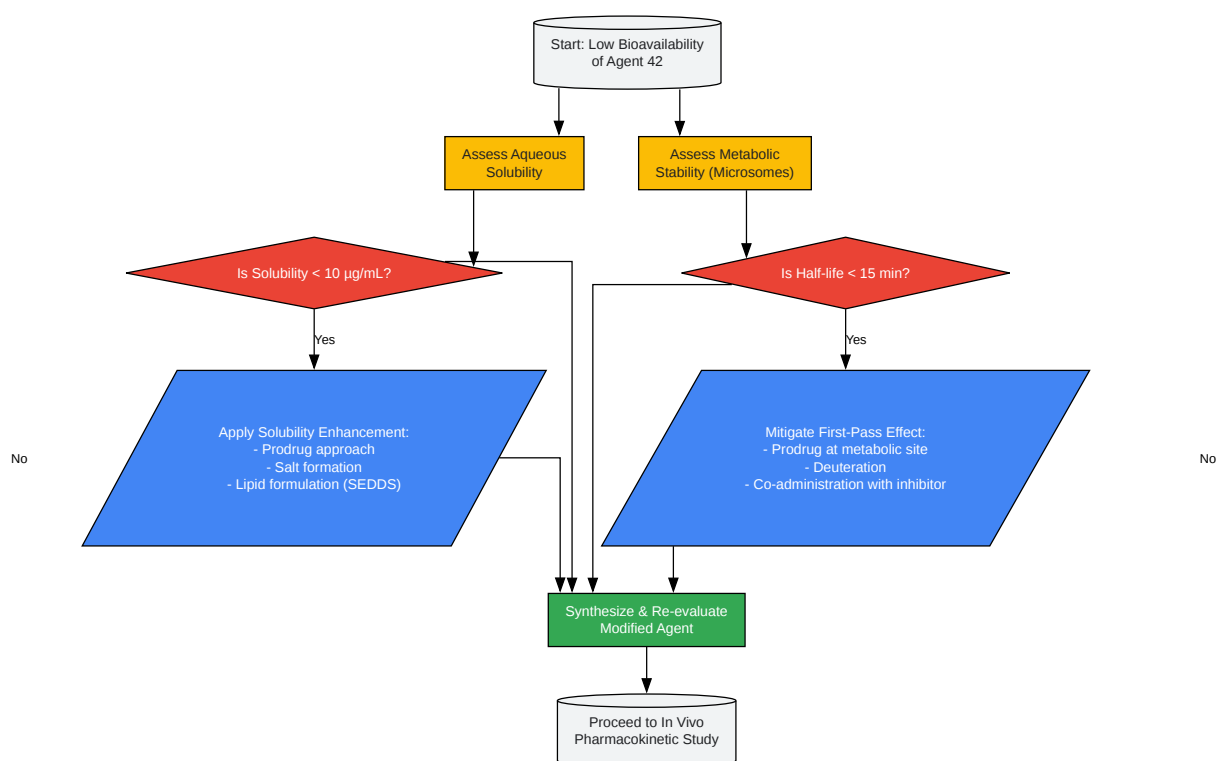 Start: Low Bioavailability
of Agent 42
Assess Aqueous
Solubility
Assess Metabolic
Stability (Microsomes)
Is Solubility < 10 µg/mL?
Is Half-life < 15 min?
Yes
Yes
Apply Solubility Enhancement:
- Prodrug approach
- Salt formation
- Lipid formulation (SEDDS)
Mitigate First-Pass Effect:
- Prodrug at metabolic site
- Deuteration
- Co-administration with inhibitor
No
No
Synthesize & Re-evaluate
Modified Agent
Proceed to In Vivo
Pharmacokinetic Study